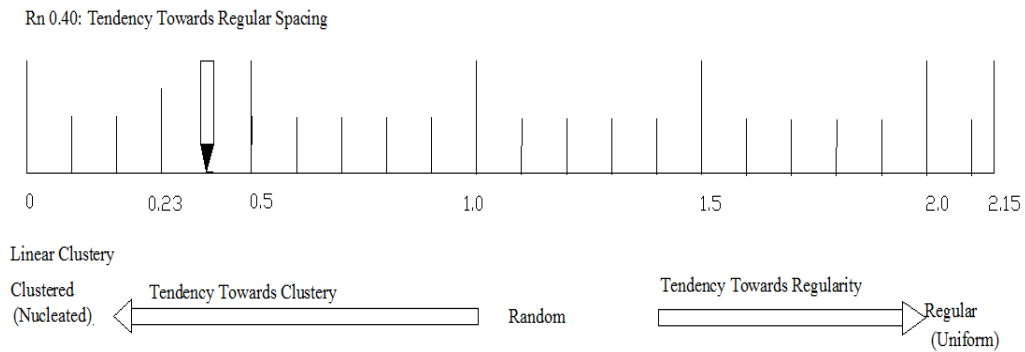 Rn 0.40: Tendency Towards Regular Spacing
0 0.23 0.5 1.0 1.5 2.0 2.15
Linear Clustery
Clustered Tendency Towards Clustery Tendency Towards Regularity
(Nucleated) Random Regular
(Uniform)